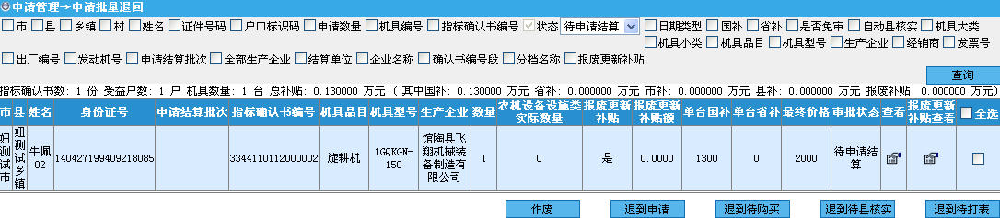 申请管理→申请批量退回
市 县 乡镇 村 姓名 证件号码 户口标识码 申请数量 机具编号 指标确认书编号 状态 待申请结算 日期类型 国补 省补 是否免审 自动县核实 机具大类
机具小类 机具品目 机具型号 生产企业 经销商 发票号
出厂编号 发动机号 申请结算批次 全部生产企业 结算单位 企业名称 确认书编号段 分档名称 报废更新补贴
查询
指标确认书数: 1 份 受益户数: 1 户 机具数量: 1 台 总补贴: 0.130000 万元 ( 其中国补: 0.130000 万元 省补: 0.000000 万元 市补: 0.000000 万元 县补: 0.000000 万元 报废补贴: 0.000000 万元)
市 县 姓名 身份证号 申请结算批次 指标确认书编号 机具品目 机具型号 生产企业 数量 农机设备设施类实际数量 报废更新补贴 报废更新补贴额 单台国补 单台省补 最终价格 审批状态 查看 报废更新补贴查看 全选
妞测试市 妞测试乡镇 牛佩02 140427199409218085 3344110112000002 旋耕机 1GQKGN-150 馆陶县飞翔机械装备制造有限公司 1 0 是 0.0000 1300 0 2000 待申请结算
作废 退到申请 退到待购买 退到待县核实 退到待打表